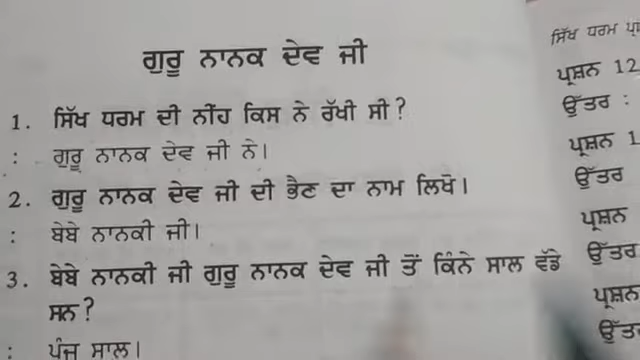 ਗੁਰੂ ਨਾਨਕ ਦੇਵ ਜੀ
1. ਸਿੱਖ ਧਰਮ ਦੀ ਨੀਂਹ ਕਿਸ ਨੇ ਰੱਖੀ ਸੀ?
: ਗੁਰੂ ਨਾਨਕ ਦੇਵ ਜੀ ਨੇ।
2. ਗੁਰੂ ਨਾਨਕ ਦੇਵ ਜੀ ਦੀ ਭੈਣ ਦਾ ਨਾਮ ਲਿਖੋ।
: ਬੇਬੇ ਨਾਨਕੀ ਜੀ।
3. ਬੇਬੇ ਨਾਨਕੀ ਜੀ ਗੁਰੂ ਨਾਨਕ ਦੇਵ ਜੀ ਤੋਂ ਕਿੰਨੇ ਸਾਲ ਵੱਡੇ
ਸਨ?
: ਪੰਜ ਸਾਲ।
ਸਿੱਖ ਧਰਮ
ਪ੍ਰਸ਼ਨ 12
ਉੱਤਰ :
ਪ੍ਰਸ਼ਨ 1
ਉੱਤਰ
ਪ੍ਰਸ਼ਨ
ਉੱਤਰ
ਪ੍ਰਸ਼ਨ